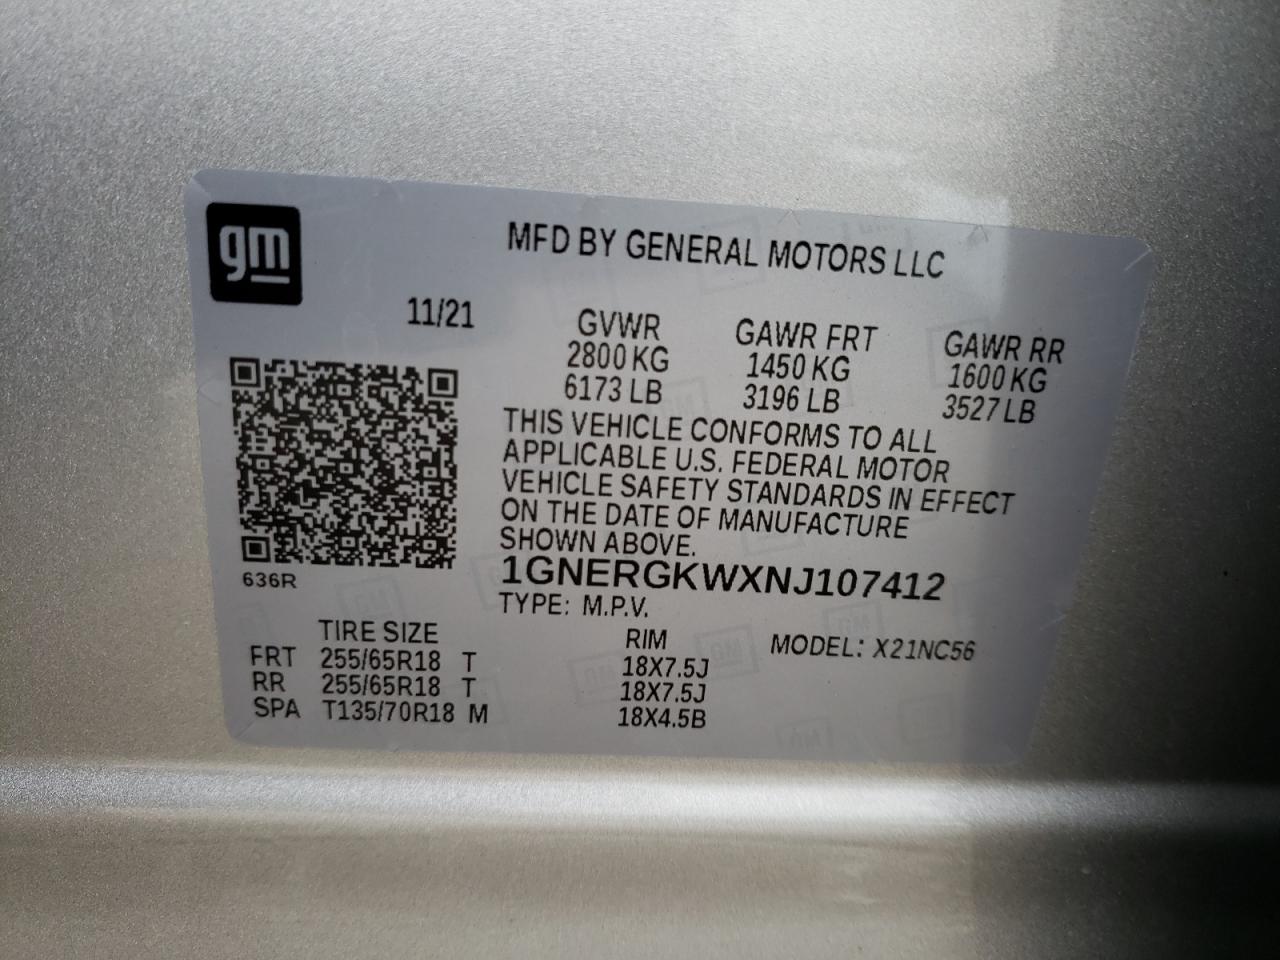 gm
MFD BY GENERAL MOTORS LLC
11/21
GVWR GAWR FRT GAWR RR
2800 KG 1450 KG 1600 KG
6173 LB 3196 LB 3527 LB
THIS VEHICLE CONFORMS TO ALL
APPLICABLE U.S. FEDERAL MOTOR
VEHICLE SAFETY STANDARDS IN EFFECT
ON THE DATE OF MANUFACTURE
SHOWN ABOVE.
636R
1GNERGKWXNJ107412
TYPE: M.P.V.
TIRE SIZE RIM MODEL: X21NC56
FRT 255/65R18 T 18X7.5J
RR 255/65R18 T 18X7.5J
SPA T135/70R18 M 18X4.5B